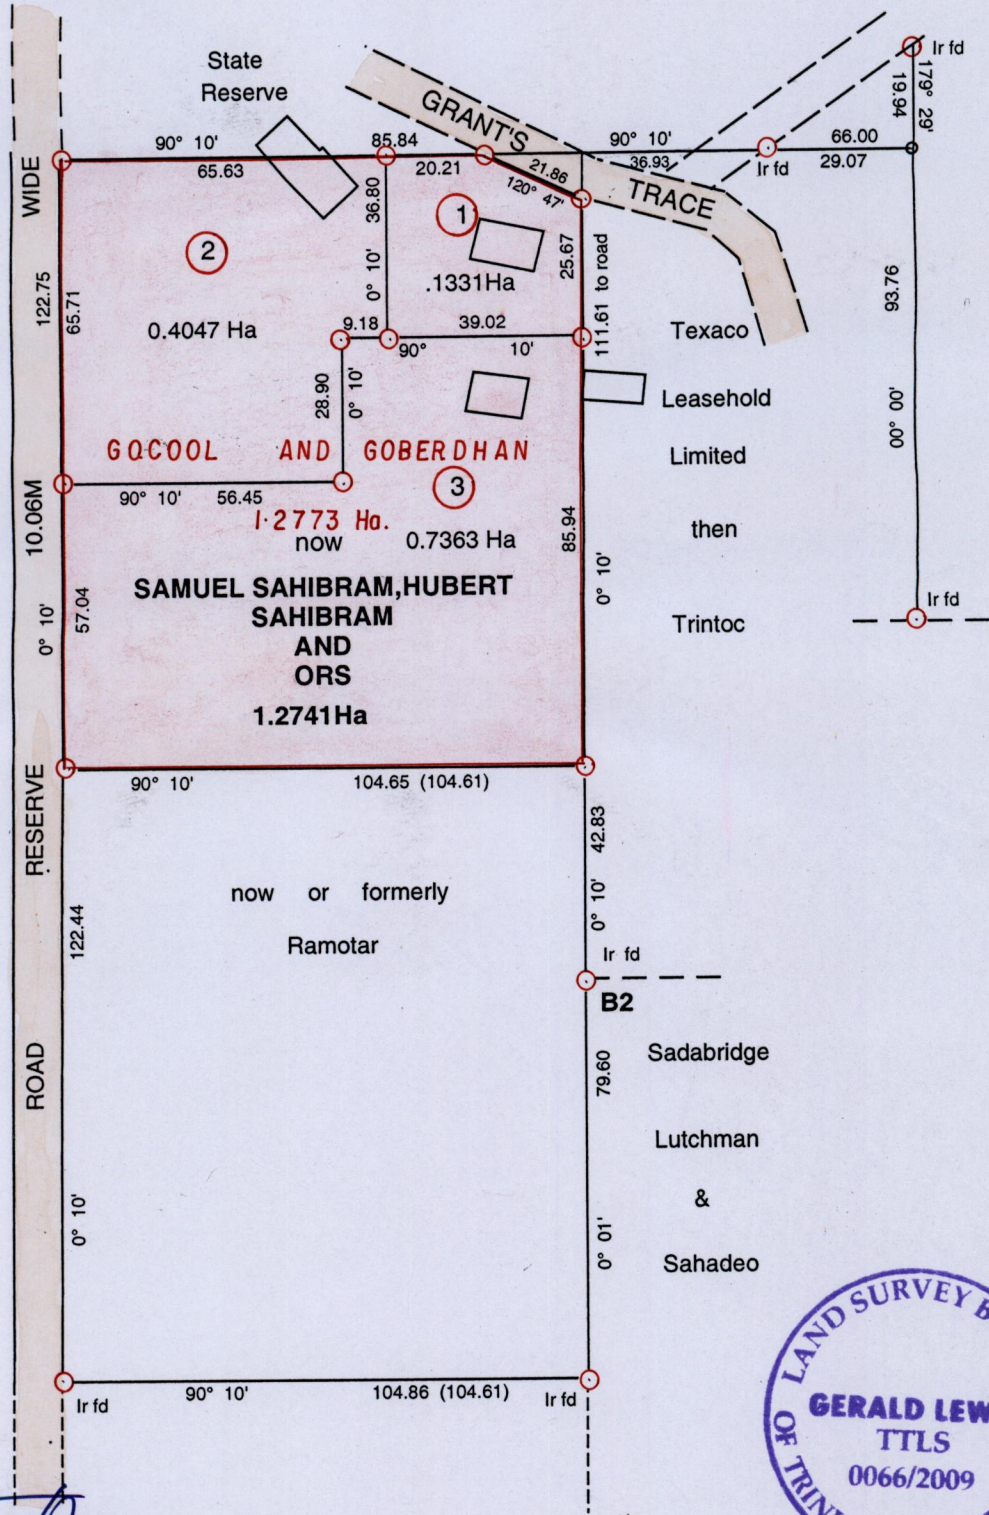 State
Reserve
GRANT'S
TRACE
Ir fd
179° 29'
19.94
90° 10'
85.84
65.63
20.21
21.86
120° 47'
90° 10'
36.93
Ir fd
66.00
29.07
WIDE
122.75
65.71
2
0.4047 Ha
36.80
0° 10'
1
.1331Ha
25.67
111.61 to road
93.76
00° 00'
Texaco
Leasehold
Limited
then
Trintoc
9.18
39.02
90° 10'
28.90
0° 10'
GOCOOL AND GOBERDHAN
3
90° 10' 56.45
1.2773 Ha.
now
0.7363 Ha
85.94
0° 10'
10.06M
0° 10'
57.04
SAMUEL SAHIBRAM,HUBERT
SAHIBRAM
AND
ORS
1.2741Ha
Ir fd
90° 10' 104.65 (104.61)
RESERVE
42.83
0° 10'
now or formerly
Ramotar
122.44
Ir fd
B2
ROAD
79.60
Sadabridge
Lutchman
&
Sahadeo
0° 10'
0° 01'
90° 10' 104.86 (104.61)
Ir fd
Ir fd
LAND SURVEY
GERALD LEW
TTLS
0066/2009
OF TRIN